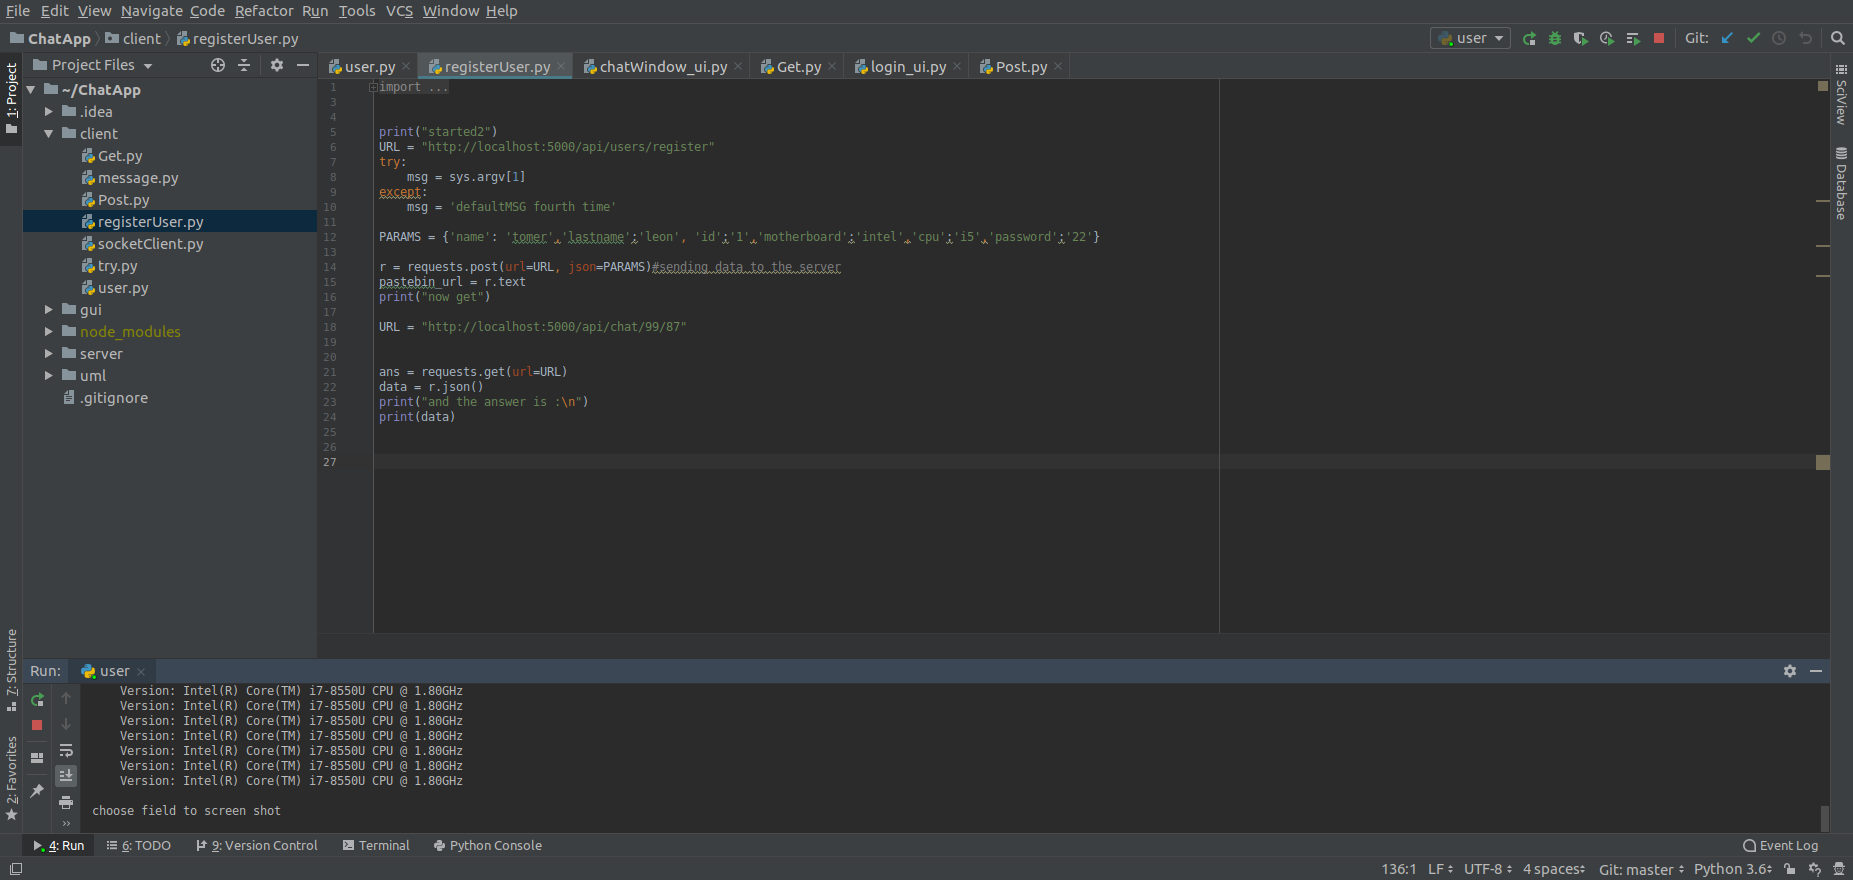 File Edit View Navigate Code Refactor Run Tools VCS Window Help
ChatApp client registerUser.py user Git:
1: Project
Project Files
user.py registerUser.py chatWindow_ui.py Get.py login_ui.py Post.py
~/ChatApp
.idea
client
Get.py
message.py
Post.py
registerUser.py
socketClient.py
try.py
user.py
gui
node_modules
server
uml
.gitignore
1 import ...
3
4
5 print("started2")
6 URL = "http://localhost:5000/api/users/register"
7 try:
8 msg = sys.argv[1]
9 except:
10 msg = 'defaultMSG fourth time'
11
12 PARAMS = {'name': 'tomer','lastname':'leon', 'id':'1','motherboard':'intel','cpu':'i5','password':'22'}
13
14 r = requests.post(url=URL, json=PARAMS)#sending data to the server
15 pastebin_url = r.text
16 print("now get")
17
18 URL = "http://localhost:5000/api/chat/99/87"
19
20
21 ans = requests.get(url=URL)
22 data = r.json()
23 print("and the answer is :\n")
24 print(data)
25
26
27
SciView
Database
7: Structure
2: Favorites
Run: user
Version: Intel(R) Core(TM) i7-8550U CPU @ 1.80GHz
Version: Intel(R) Core(TM) i7-8550U CPU @ 1.80GHz
Version: Intel(R) Core(TM) i7-8550U CPU @ 1.80GHz
Version: Intel(R) Core(TM) i7-8550U CPU @ 1.80GHz
Version: Intel(R) Core(TM) i7-8550U CPU @ 1.80GHz
Version: Intel(R) Core(TM) i7-8550U CPU @ 1.80GHz
Version: Intel(R) Core(TM) i7-8550U CPU @ 1.80GHz
choose field to screen shot
4: Run 6: TODO 9: Version Control Terminal Python Console Event Log
136:1 LF UTF-8 4 spaces Git: master Python 3.6